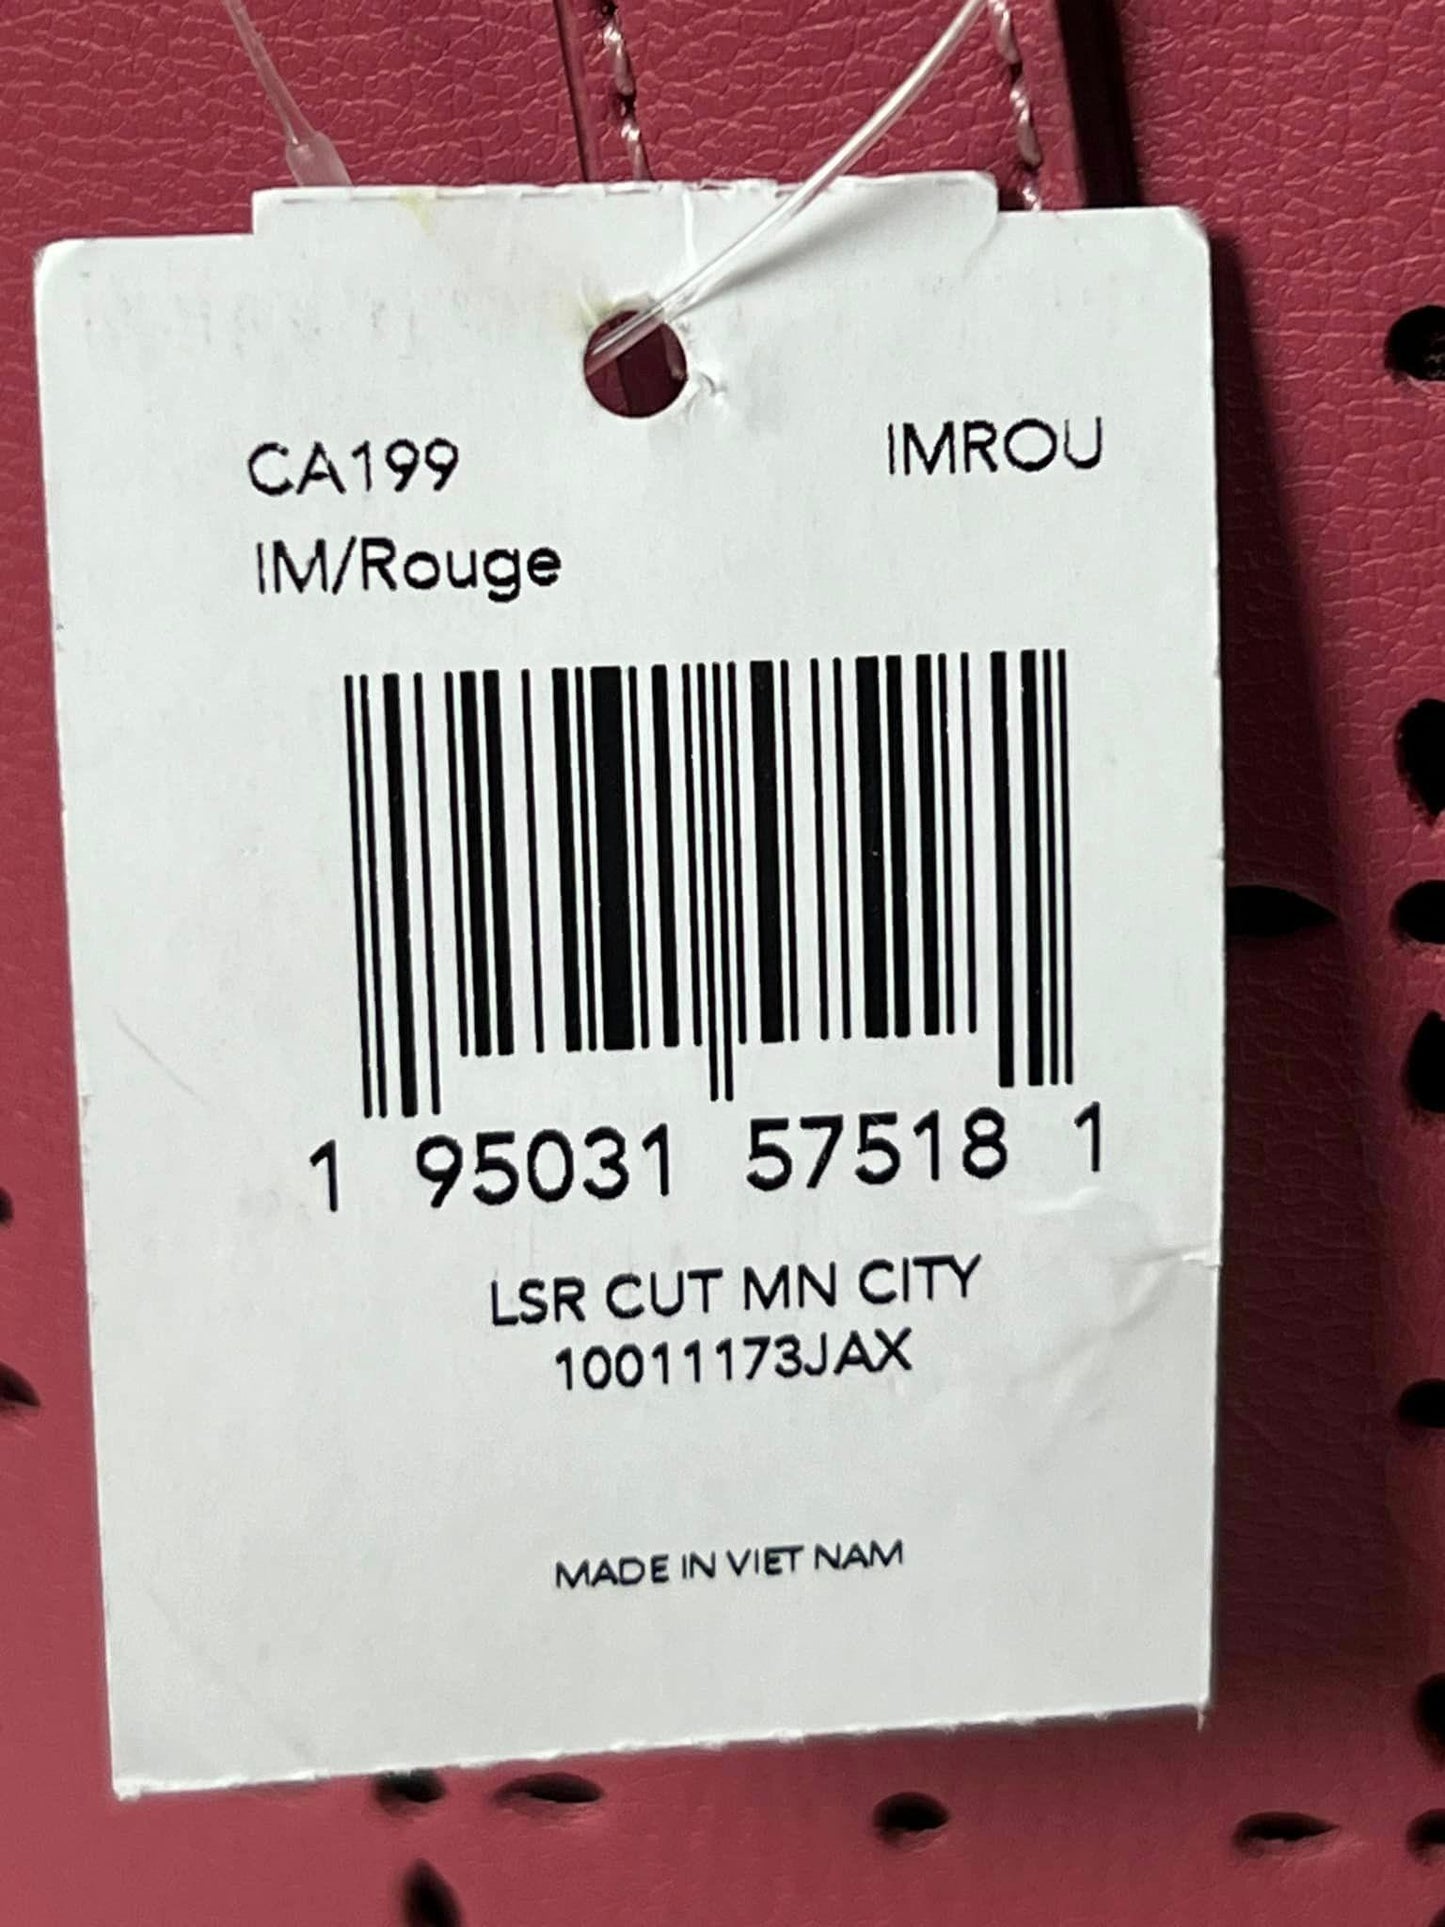 CA199 IMROU
IM/Rouge
1 95031 57518 1
LSR CUT MN CITY
10011173JAX
MADE IN VIET NAM